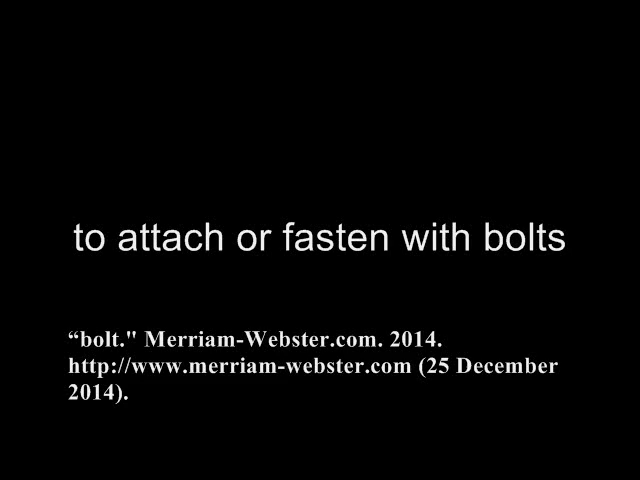 to attach or fasten with bolts
“bolt." Merriam-Webster.com. 2014.
http://www.merriam-webster.com (25 December
2014).